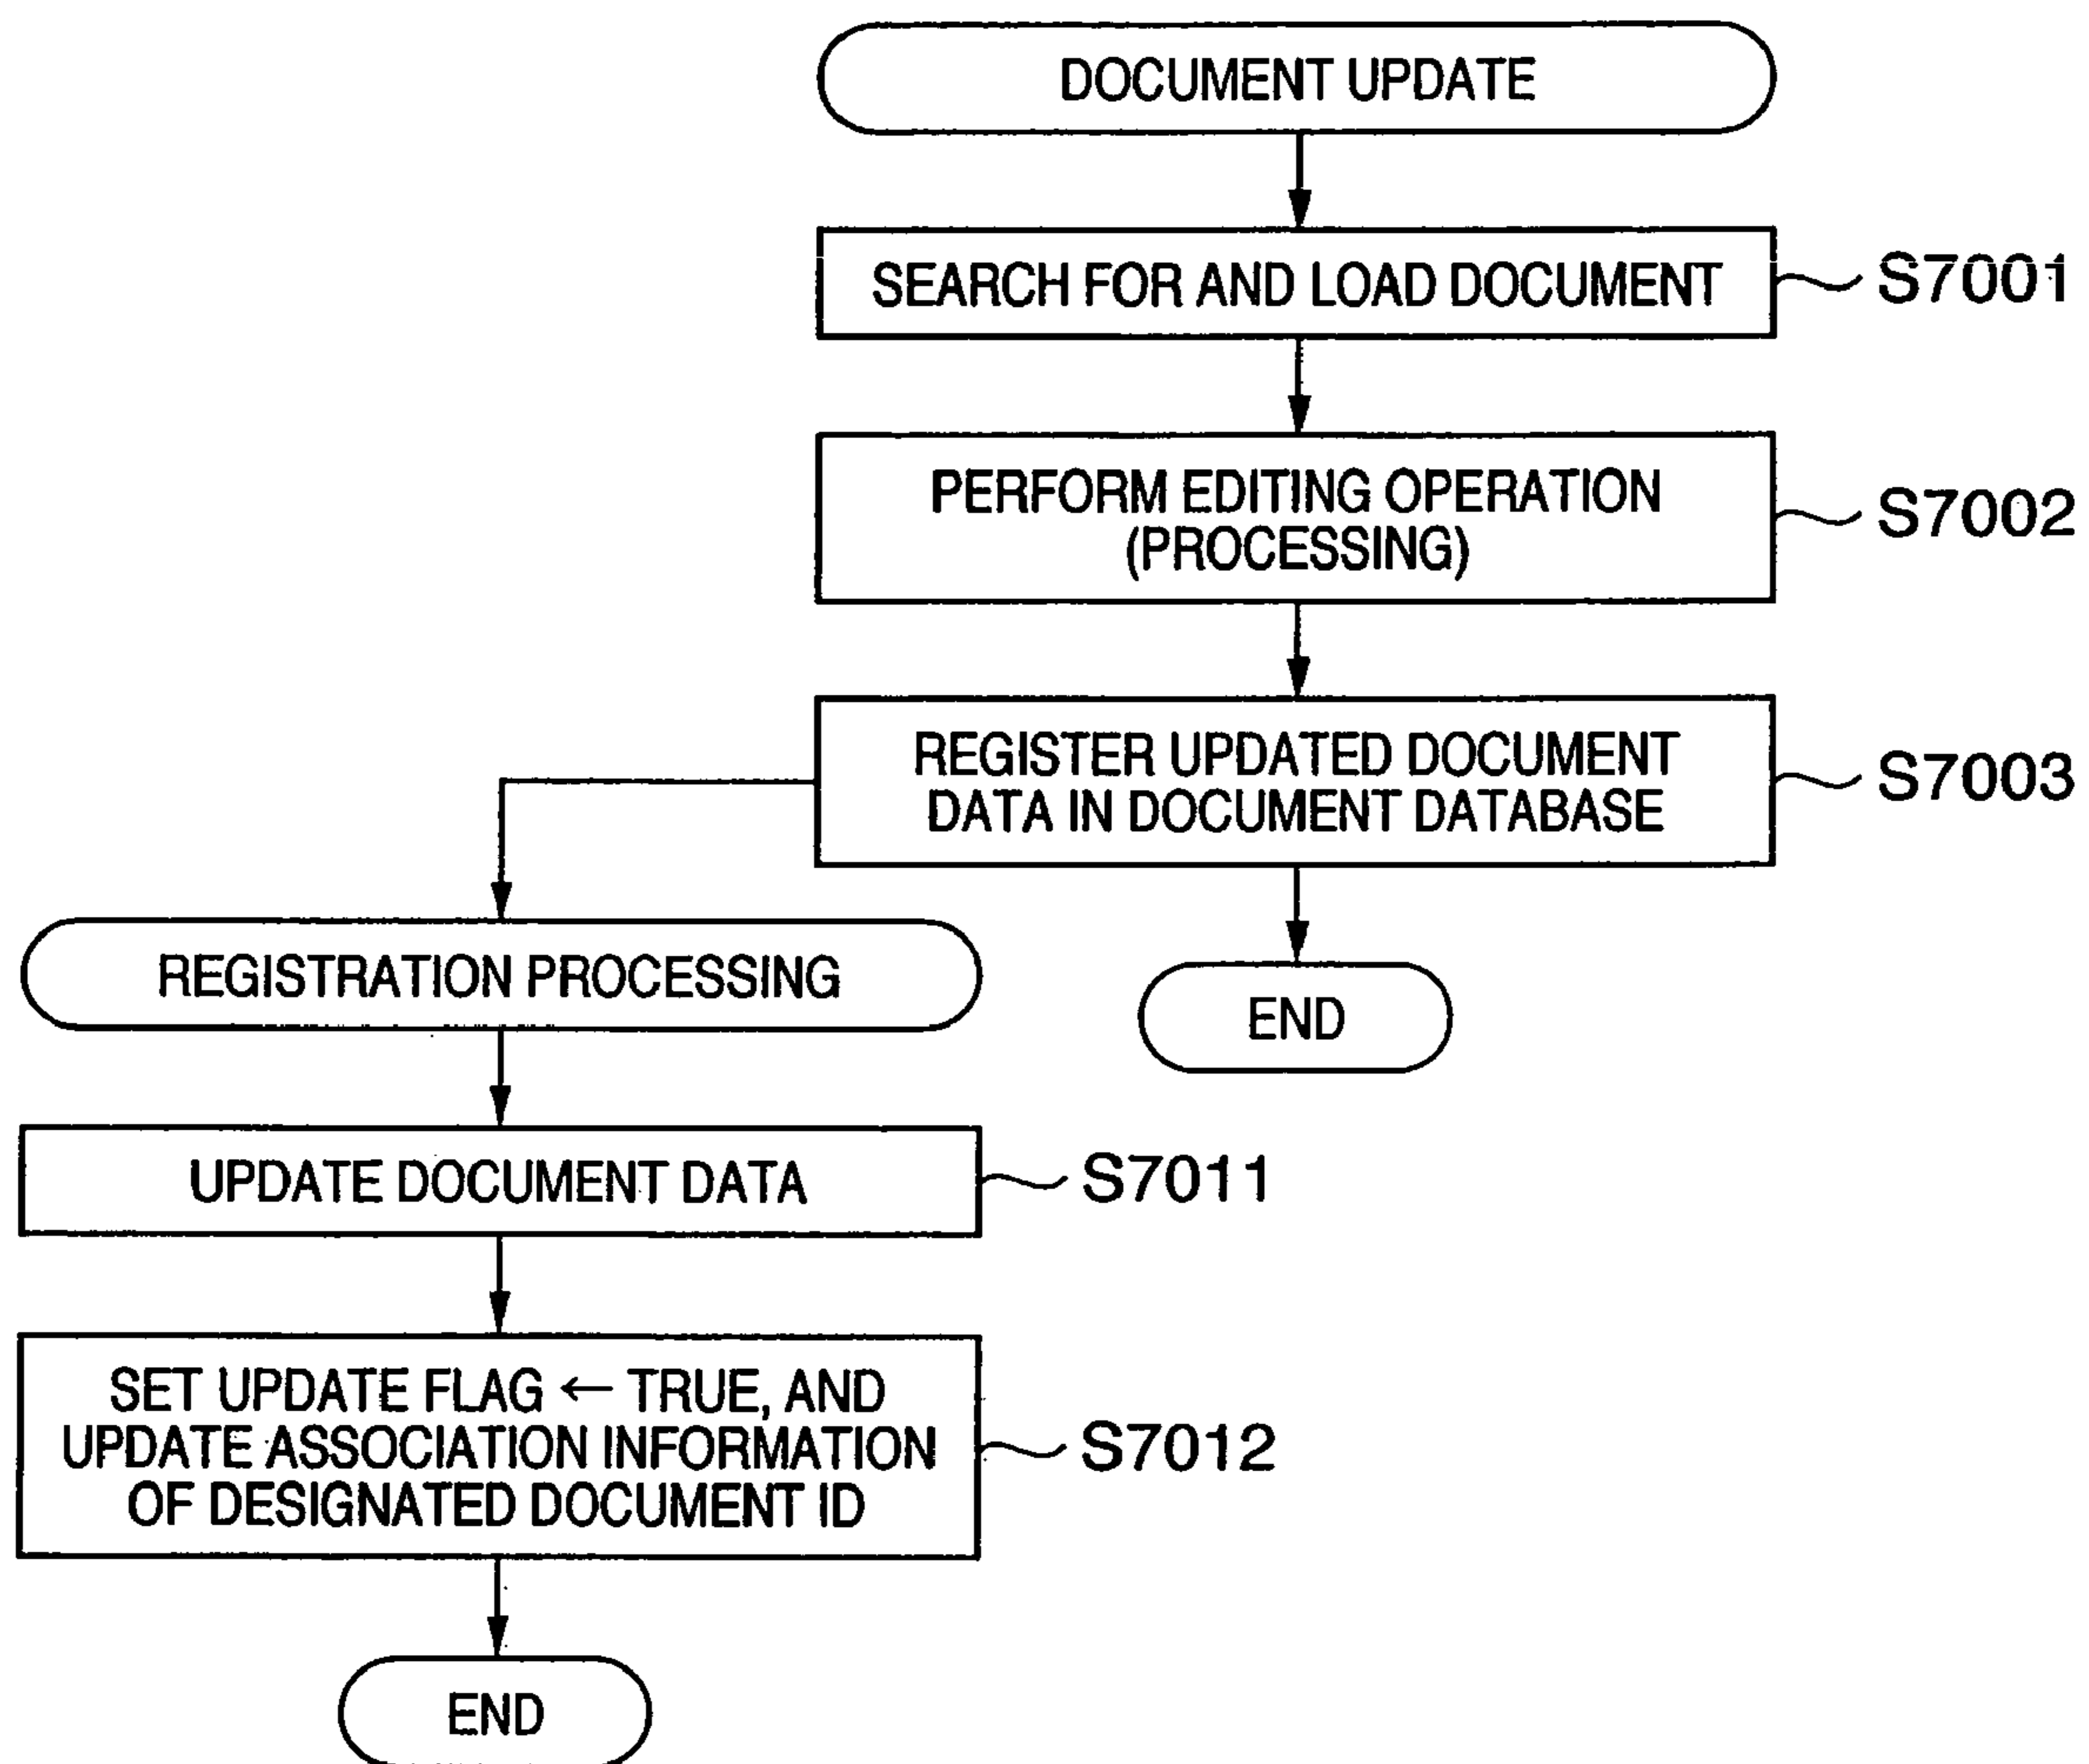 DOCUMENT UPDATE
SEARCH FOR AND LOAD DOCUMENT
S7001
PERFORM EDITING OPERATION
(PROCESSING)
S7002
REGISTER UPDATED DOCUMENT
DATA IN DOCUMENT DATABASE
S7003
END
REGISTRATION PROCESSING
UPDATE DOCUMENT DATA
S7011
SET UPDATE FLAG ← TRUE, AND
UPDATE ASSOCIATION INFORMATION
OF DESIGNATED DOCUMENT ID
S7012
END